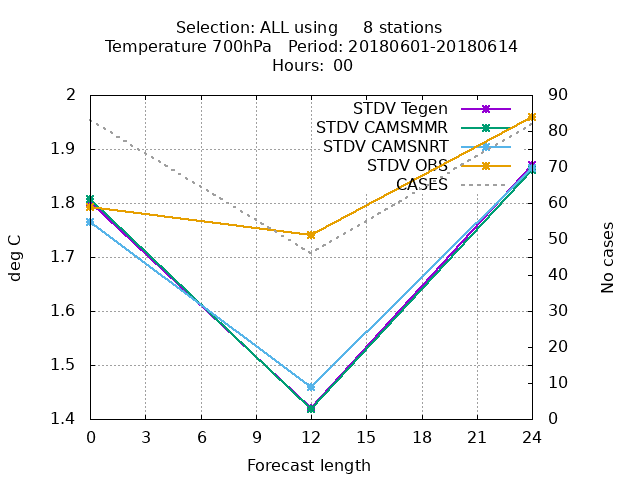 Selection: ALL using     8 stations
Temperature 700hPa   Period: 20180601-20180614
Hours:  00
STDV Tegen
STDV CAMSMMR
STDV CAMSNRT
STDV OBS
CASES
deg C
2
1.9
1.8
1.7
1.6
1.5
1.4
90
80
70
60
50
40
30
20
10
0
No cases
0 3 6 9 12 15 18 21 24
Forecast length